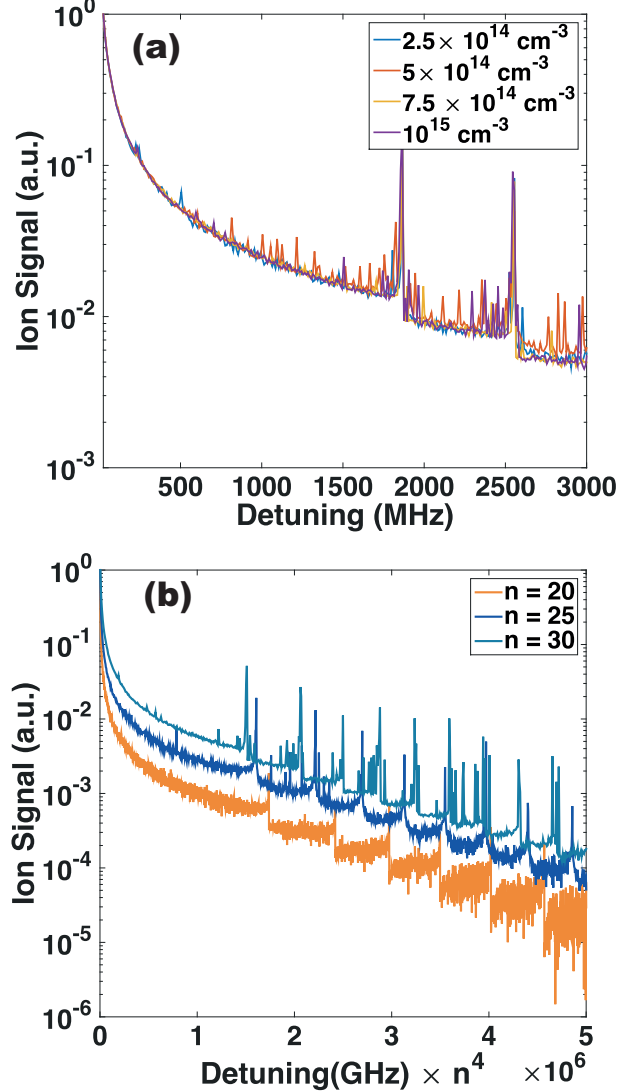 (a)
2.5 × 10^14 cm^-3
5 × 10^14 cm^-3
7.5 × 10^14 cm^-3
10^15 cm^-3
10^0
10^-1
10^-2
10^-3
Ion Signal (a.u.)
500 1000 1500 2000 2500 3000
Detuning (MHz)
(b)
n = 20
n = 25
n = 30
10^0
10^-1
10^-2
10^-3
10^-4
10^-5
10^-6
Ion Signal (a.u.)
0 1 2 3 4 5
Detuning(GHz) × n^4 ×10^6